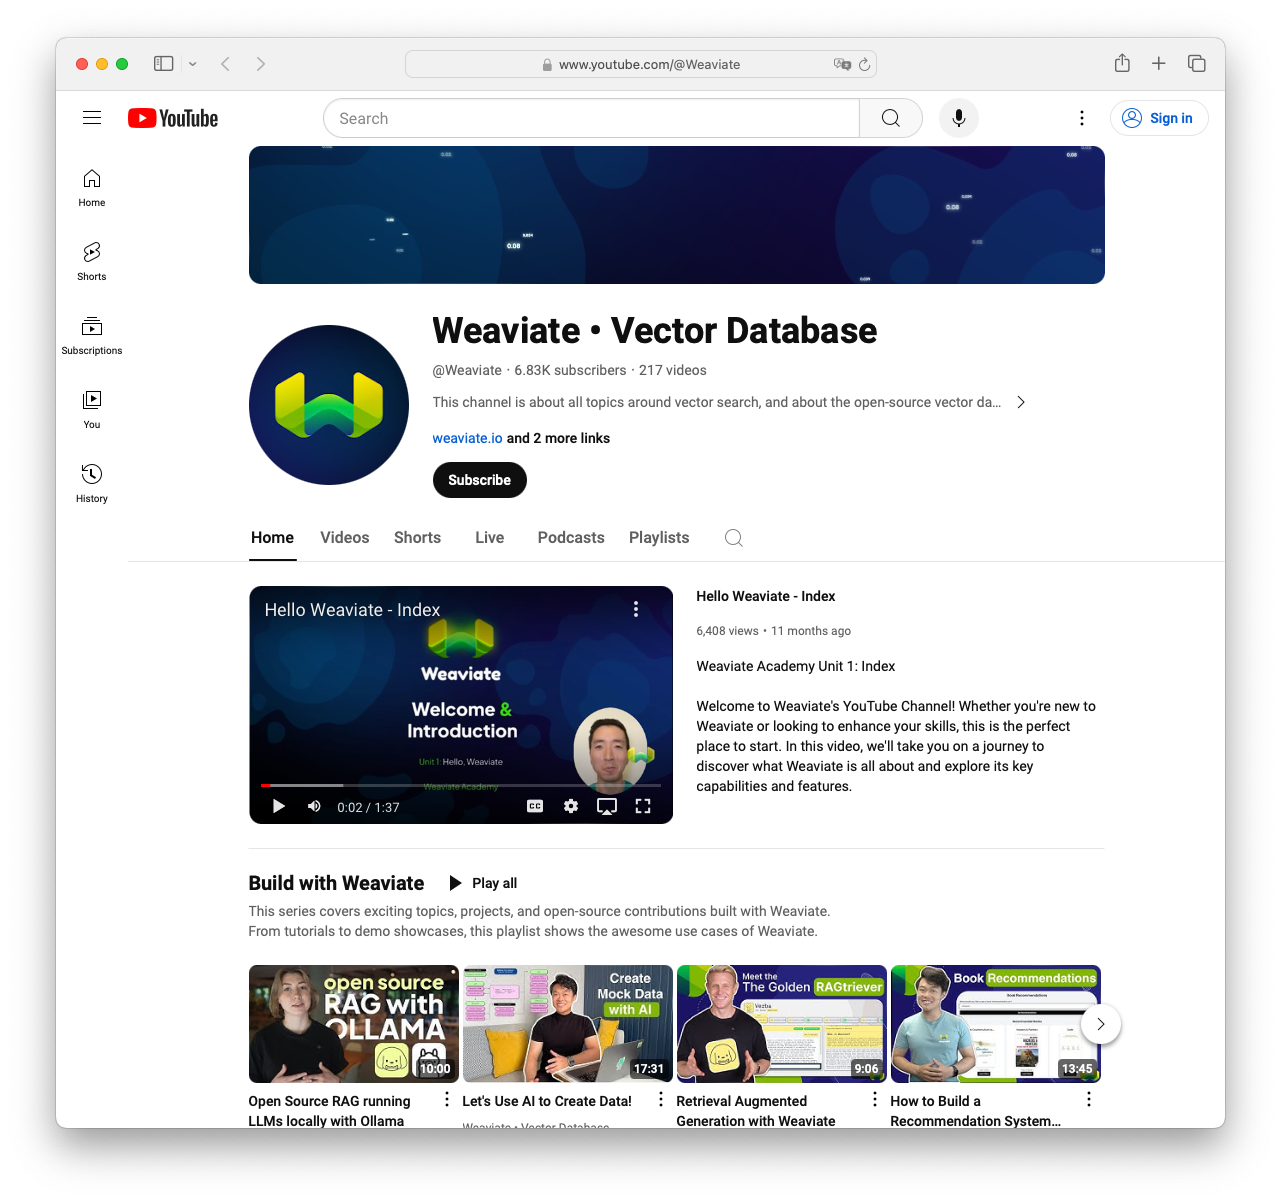 www.youtube.com/@Weaviate
YouTube
Search
Sign in
Home
Shorts
Subscriptions
You
History
0.08
0.08
Weaviate • Vector Database
@Weaviate · 6.83K subscribers · 217 videos
This channel is about all topics around vector search, and about the open-source vector da...
weaviate.io and 2 more links
Subscribe
Home Videos Shorts Live Podcasts Playlists
Hello Weaviate - Index
Weaviate
Welcome &
Introduction
Unit 1: Hello, Weaviate
Weaviate Academy
0:02 / 1:37
CC
Hello Weaviate - Index
6,408 views • 11 months ago
Weaviate Academy Unit 1: Index
Welcome to Weaviate's YouTube Channel! Whether you're new to
Weaviate or looking to enhance your skills, this is the perfect
place to start. In this video, we'll take you on a journey to
discover what Weaviate is all about and explore its key
capabilities and features.
Build with Weaviate
Play all
This series covers exciting topics, projects, and open-source contributions built with Weaviate.
From tutorials to demo showcases, this playlist shows the awesome use cases of Weaviate.
open source
RAG with
OLLAMA
10:00
Open Source RAG running
LLMs locally with Ollama
Create
Mock Data
with AI
17:31
Let's Use AI to Create Data!
Weaviate • Vector Database
Meet the
The Golden RAGtriever
Verba
9:06
Retrieval Augmented
Generation with Weaviate
Book Recommendations
Book Recommendations
13:45
How to Build a
Recommendation System...